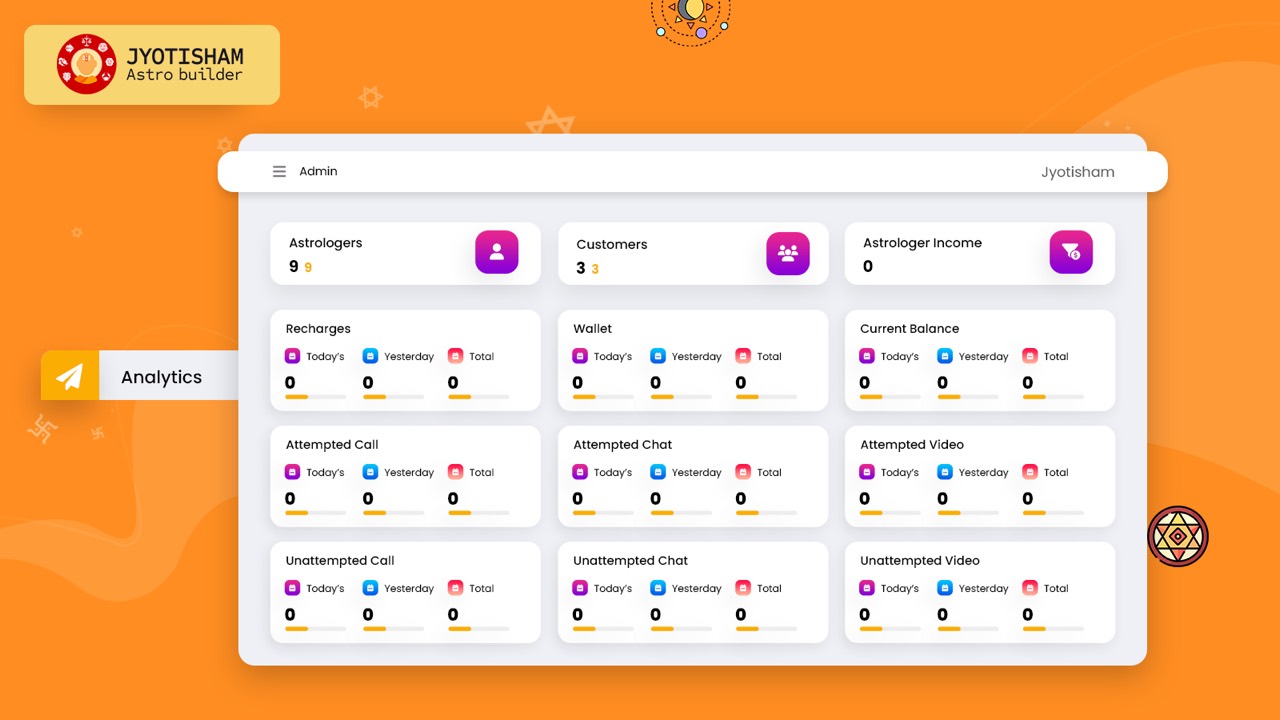 JYOTISHAM
Astro builder
Admin
Jyotisham
Astrologers
9 9
Customers
3 3
Astrologer Income
0
Analytics
Recharges
Today's Yesterday Total
0 0 0
Wallet
Today's Yesterday Total
0 0 0
Current Balance
Today's Yesterday Total
0 0 0
Attempted Call
Today's Yesterday Total
0 0 0
Attempted Chat
Today's Yesterday Total
0 0 0
Attempted Video
Today's Yesterday Total
0 0 0
Unattempted Call
Today's Yesterday Total
0 0 0
Unattempted Chat
Today's Yesterday Total
0 0 0
Unattempted Video
Today's Yesterday Total
0 0 0